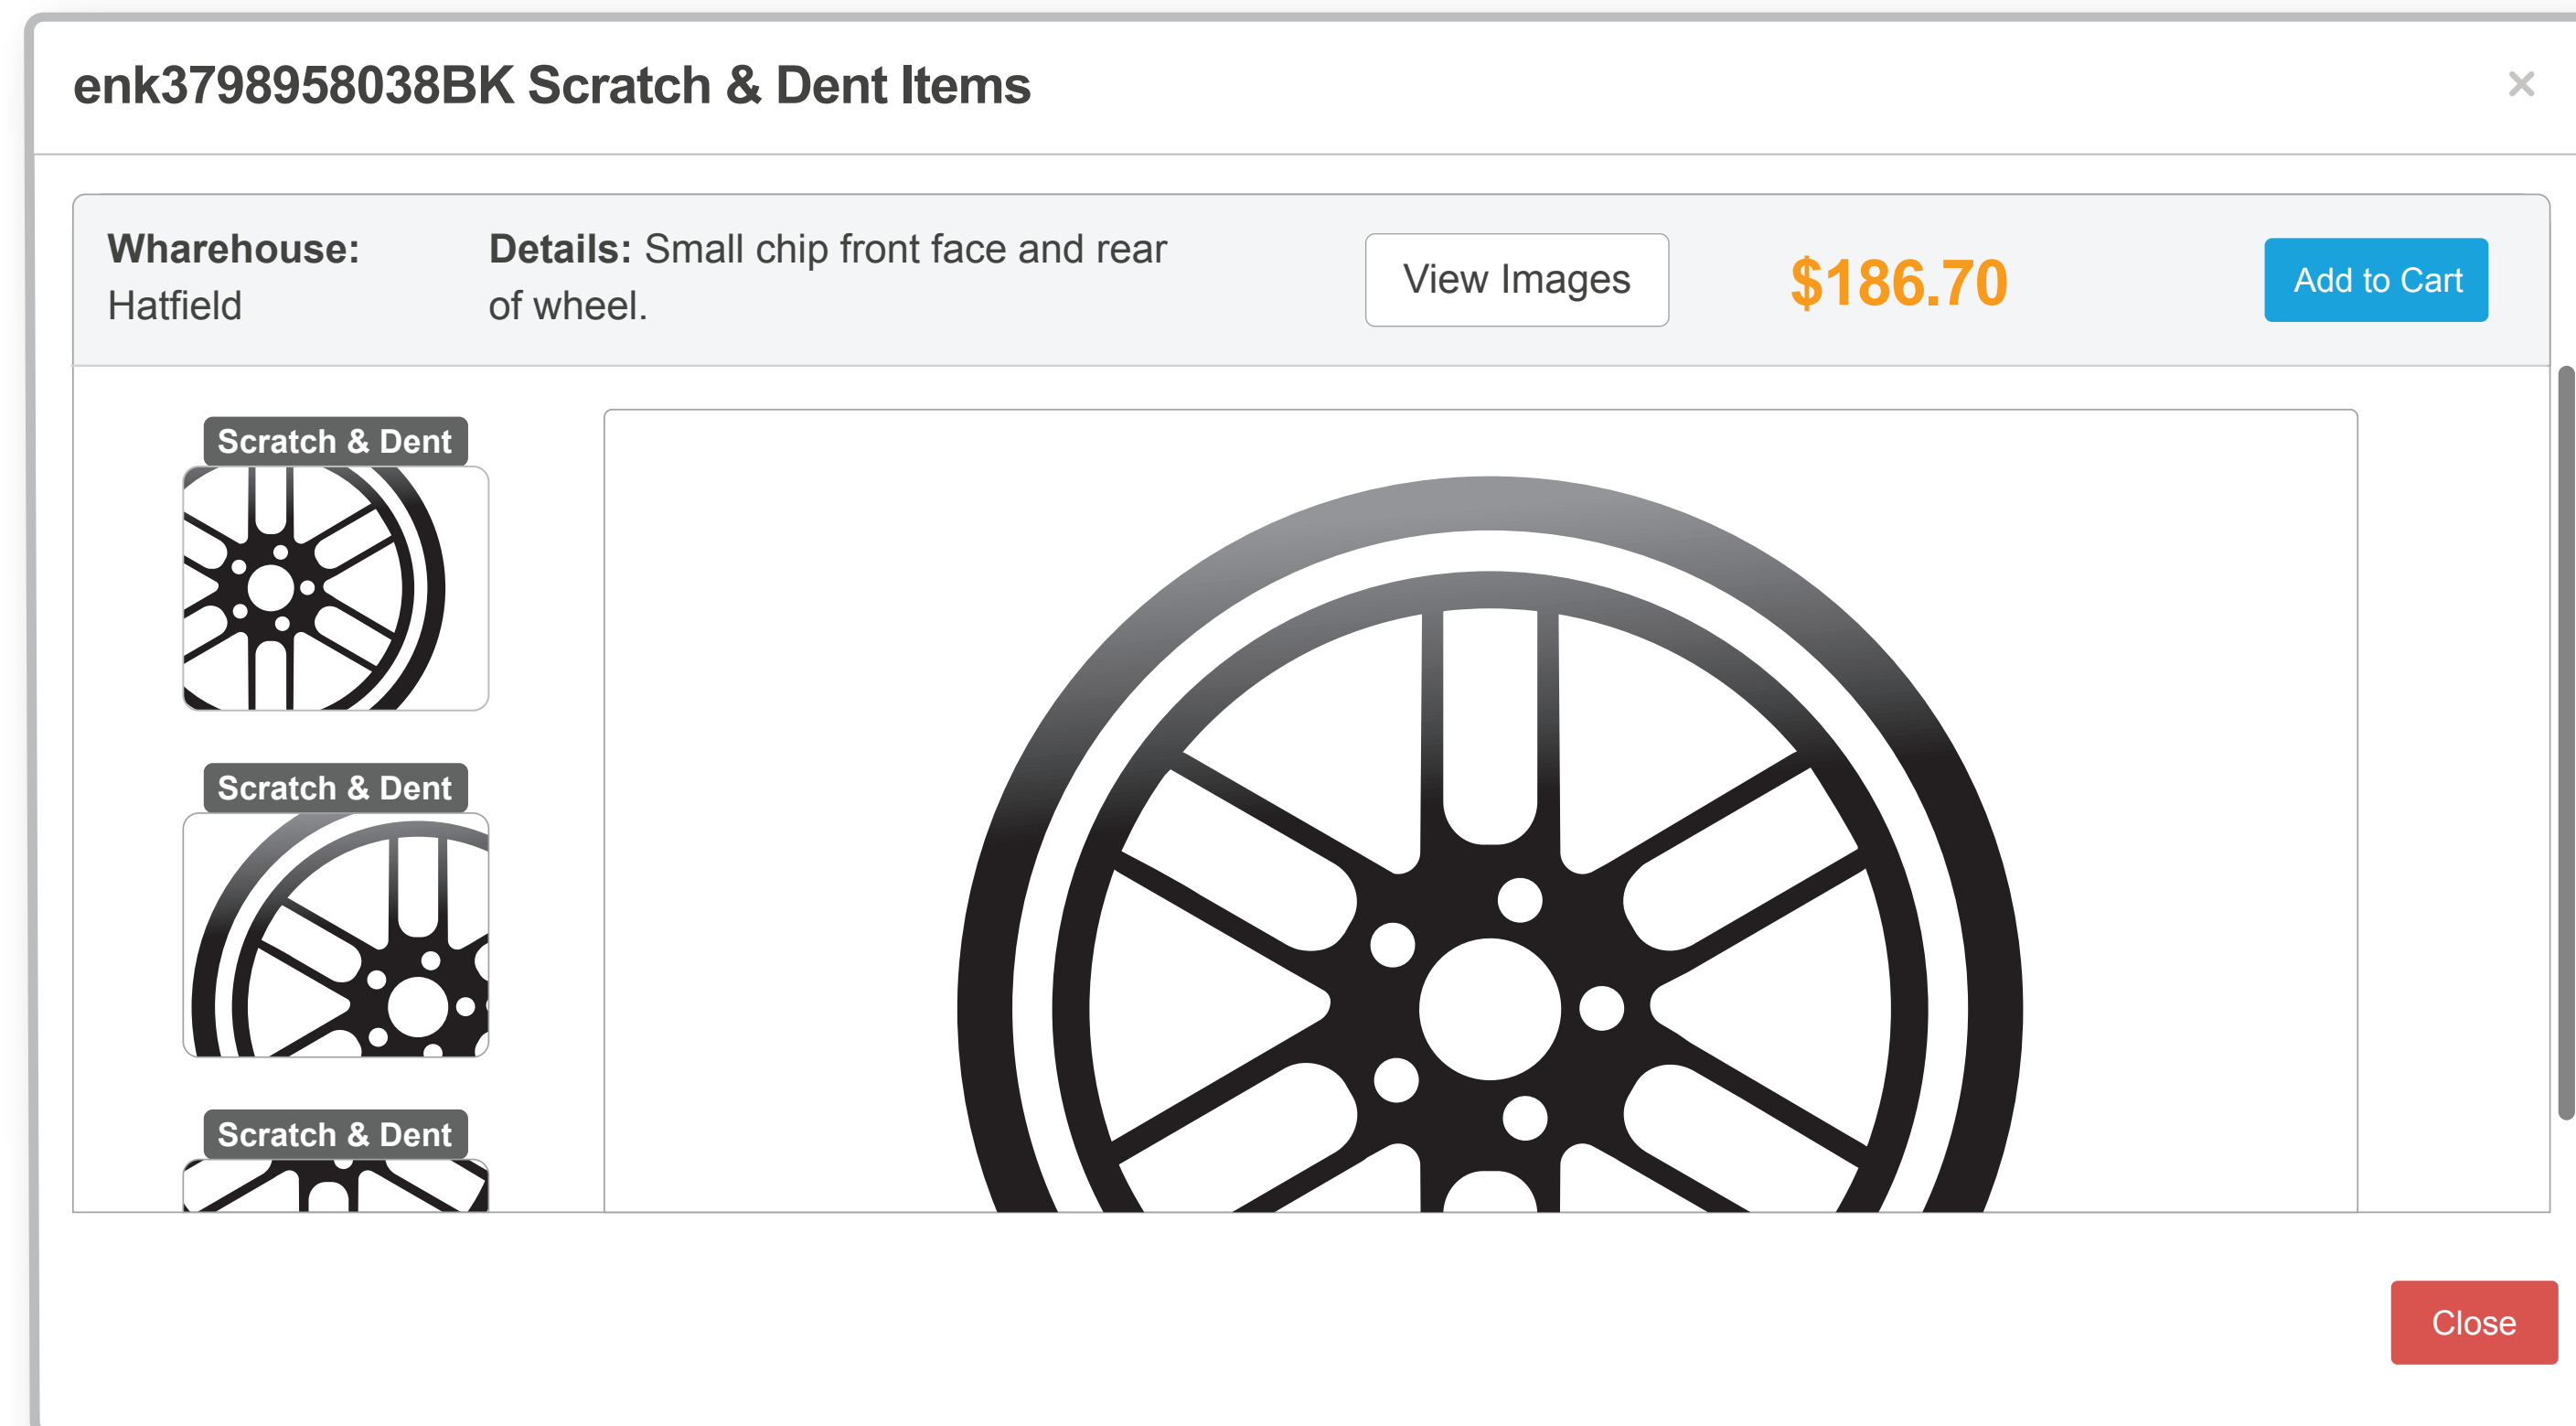 enk3798958038BK Scratch & Dent Items
Wharehouse:
Hatfield
Details: Small chip front face and rear
of wheel.
View Images
$186.70
Add to Cart
Scratch & Dent
Scratch & Dent
Scratch & Dent
Close